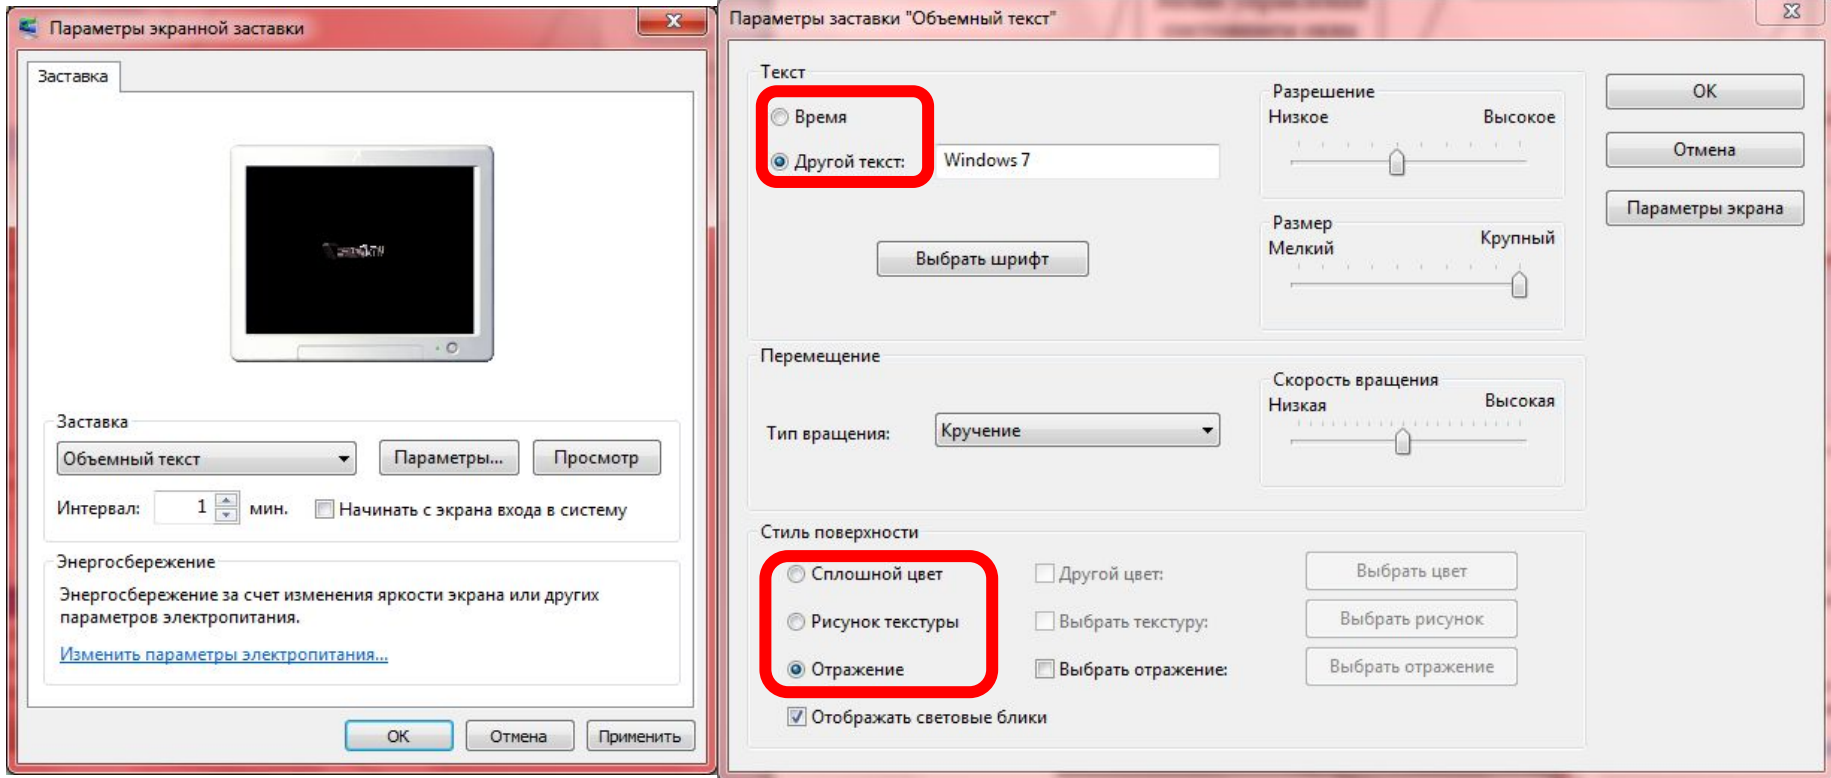 Параметры экранной заставки
Заставка
Заставка
Объемный текст
Параметры...
Просмотр
Интервал: 1 мин. Начинать с экрана входа в систему
Энергосбережение
Энергосбережение за счет изменения яркости экрана или других
параметров электропитания.
Изменить параметры электропитания...
ОК Отмена Применить
Параметры заставки "Объемный текст"
Текст
Время
Другой текст: Windows 7
Выбрать шрифт
Разрешение
Низкое Высокое
Размер
Мелкий Крупный
ОК
Отмена
Параметры экрана
Перемещение
Тип вращения: Кручение
Скорость вращения
Низкая Высокая
Стиль поверхности
Сплошной цвет Другой цвет: Выбрать цвет
Рисунок текстуры Выбрать текстуру: Выбрать рисунок
Отражение Выбрать отражение: Выбрать отражение
Отображать световые блики